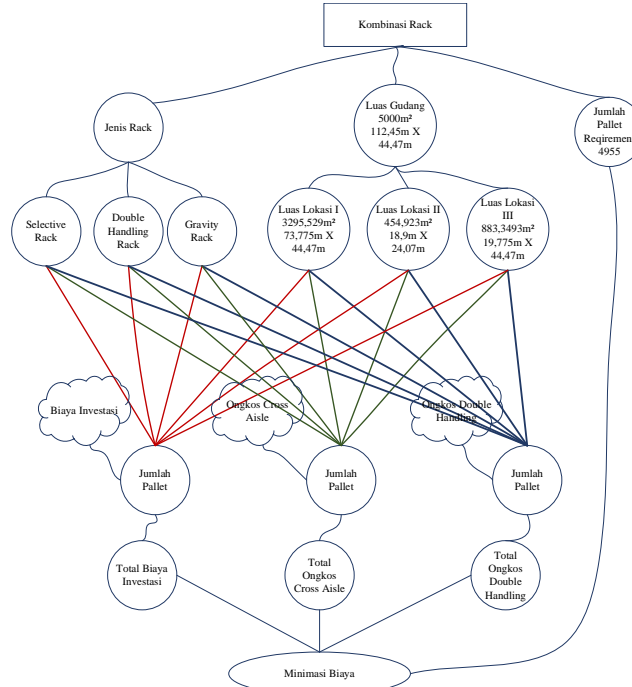 Kombinasi Rack
Jenis Rack
Luas Gudang
5000m²
112,45m X
44,47m
Jumlah
Pallet
Reqiremen
4955
Selective
Rack
Double
Handling
Rack
Gravity
Rack
Luas Lokasi I
3295,529m²
73,775m X
44,47m
Luas Lokasi II
454,923m²
18,9m X
24,07m
Luas Lokasi
III
883,3493m²
19,775m X
44,47m
Biaya Investasi
Ongkos Cross
Aisle
Ongkos Double
Handling
Jumlah
Pallet
Jumlah
Pallet
Jumlah
Pallet
Total Biaya
Investasi
Total
Ongkos
Cross Aisle
Total
Ongkos
Double
Handling
Minimasi Biaya